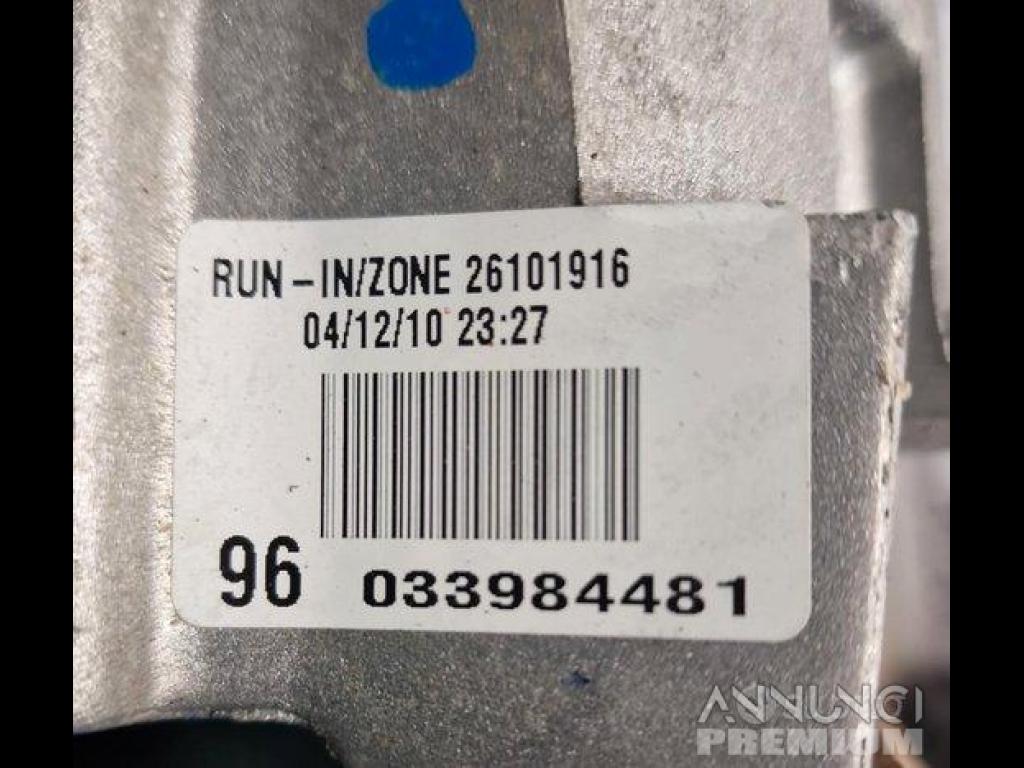 RUN-IN/ZONE 26101916
04/12/10 23:27
96 033984481
ANNUNCI
PREMIUM